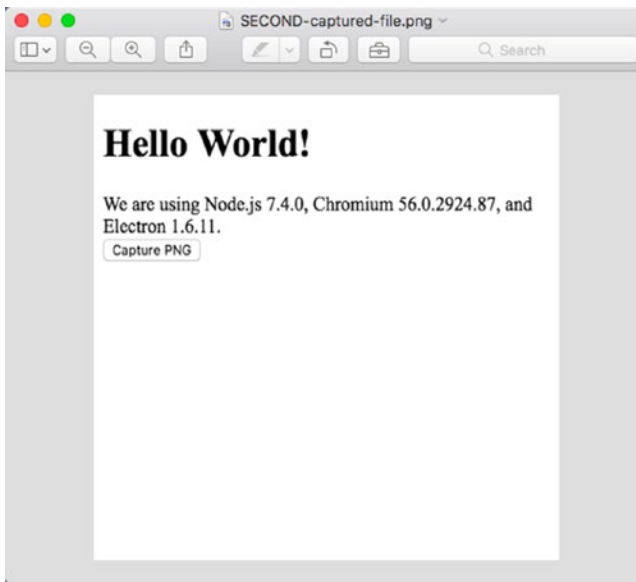 SECOND-captured-file.png
Search
Hello World!
We are using Node.js 7.4.0, Chromium 56.0.2924.87, and
Electron 1.6.11.
Capture PNG